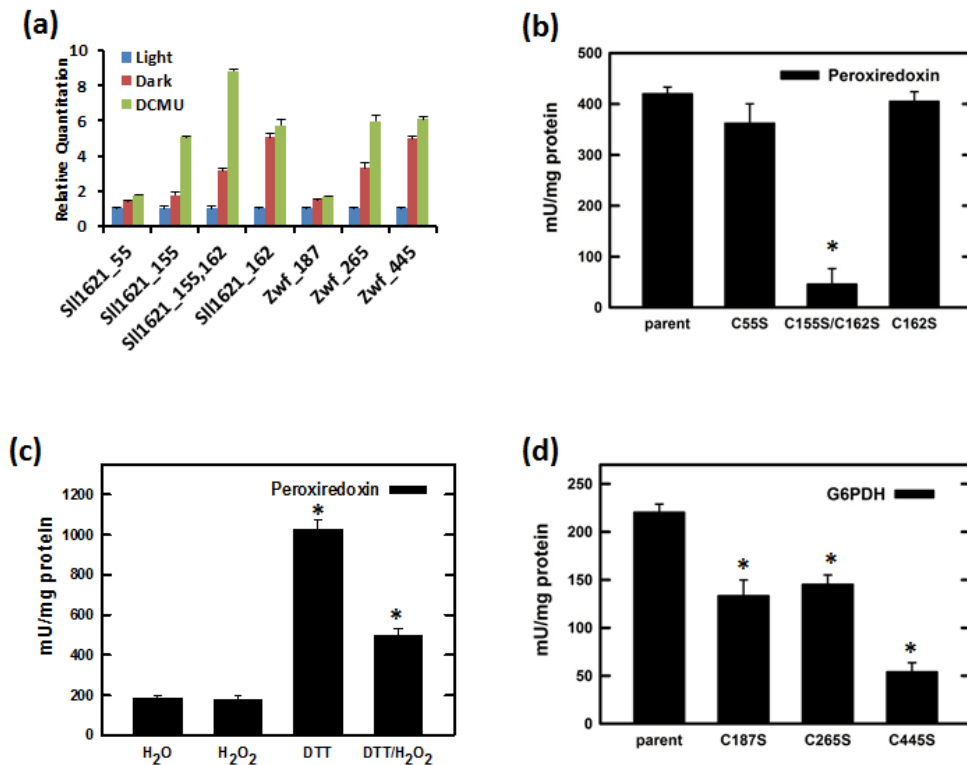 (a)
10
8
6
4
2
0
Relative Quantitation
Light
Dark
DCMU
Sll1621_55
Sll1621_155
Sll1621_155,162
Sll1621_162
Zwf_187
Zwf_265
Zwf_445
(b)
500
400
300
200
100
0
mU/mg protein
Peroxiredoxin
*
parent
C55S
C155S/C162S
C162S
(c)
1200
1000
800
600
400
200
0
mU/mg protein
Peroxiredoxin
*
*
H₂O
H₂O₂
DTT
DTT/H₂O₂
(d)
250
200
150
100
50
0
mU/mg protein
G6PDH
*
*
*
parent
C187S
C265S
C445S